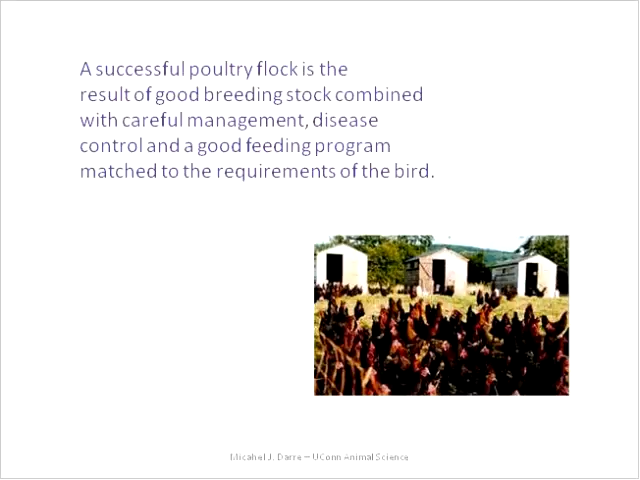 A successful poultry flock is the
result of good breeding stock combined
with careful management, disease
control and a good feeding program
matched to the requirements of the bird.
Micahel J. Darre – UConn Animal Science